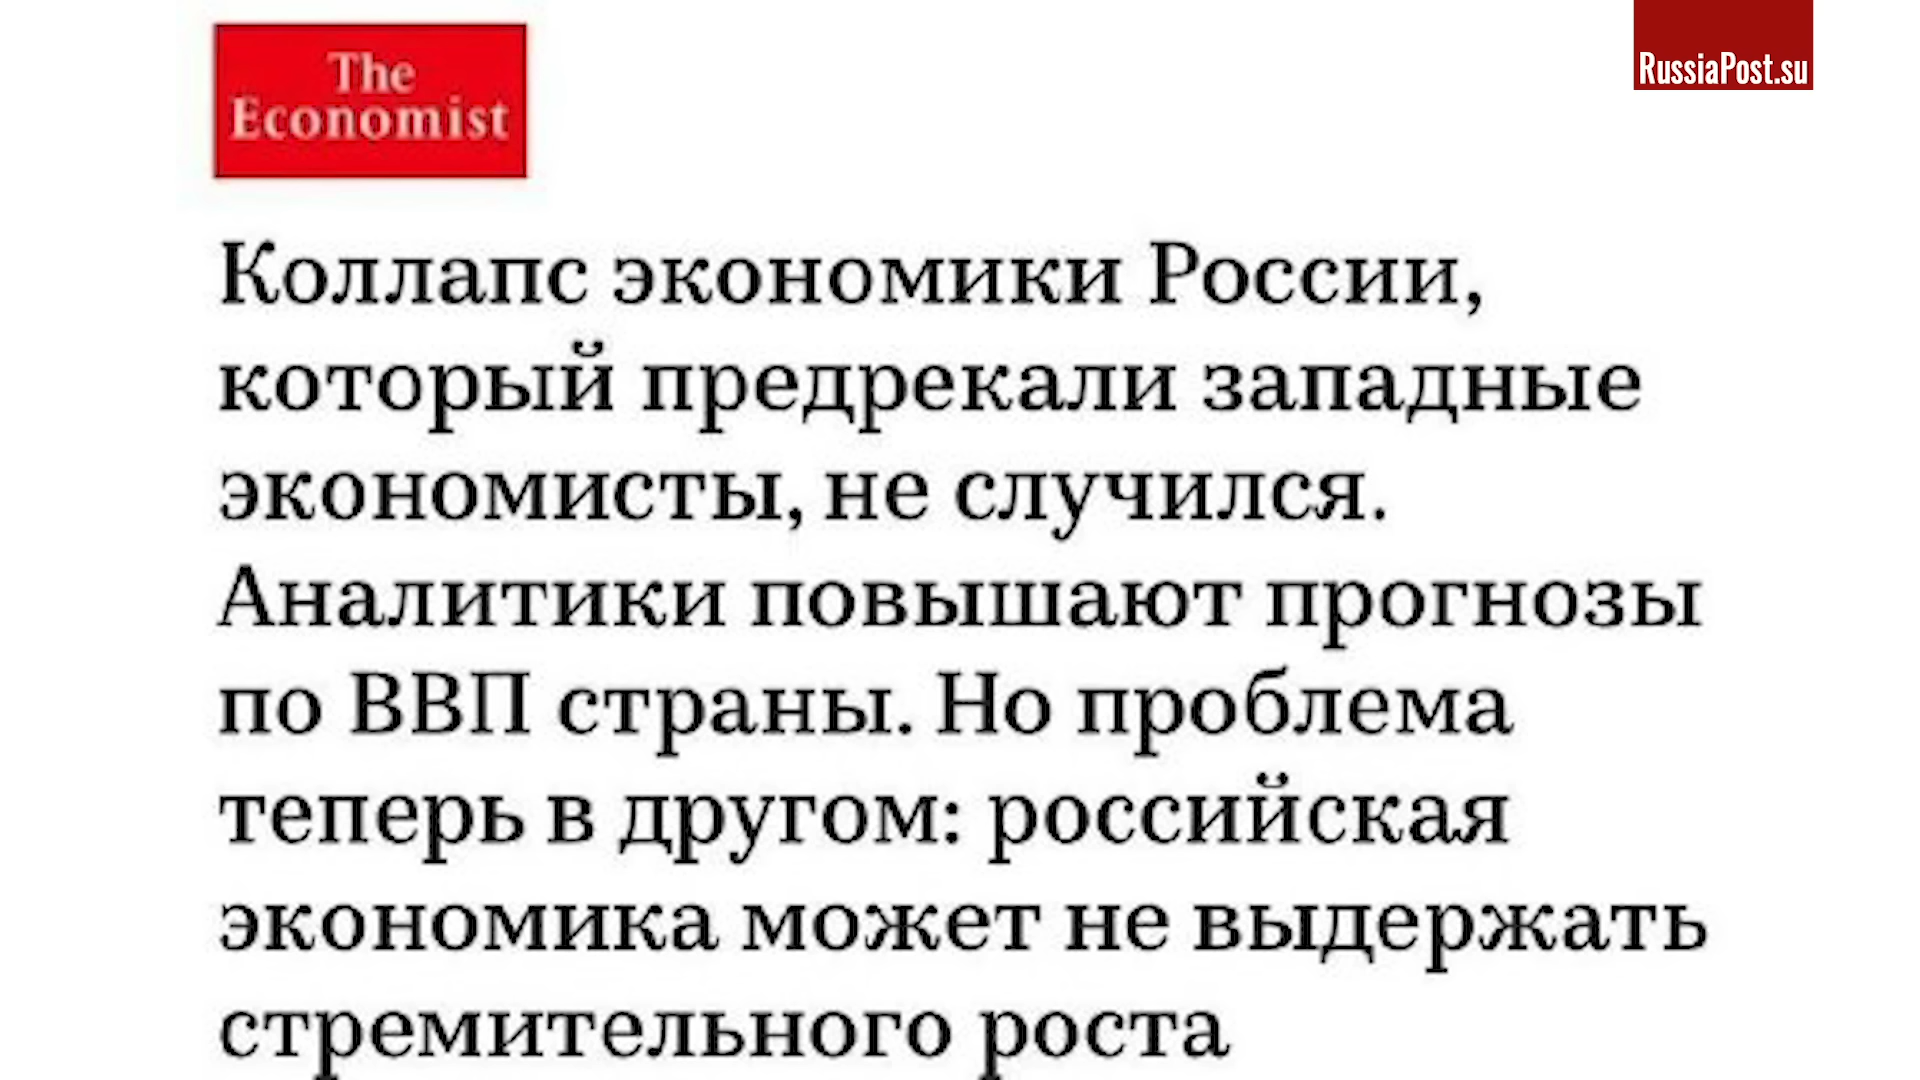 The
Economist
RussiaPost.su
Коллапс экономики России,
который предрекали западные
экономисты, не случился.
Аналитики повышают прогнозы
по ВВП страны. Но проблема
теперь в другом: российская
экономика может не выдержать
стремительного роста